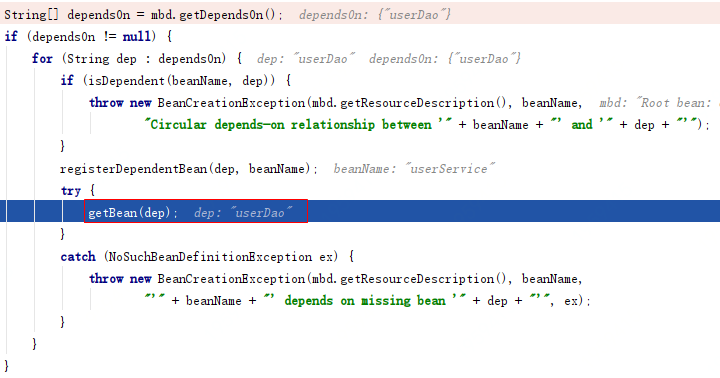 String[] dependsOn = mbd.getDependsOn();  dependsOn: {"userDao"}
if (dependsOn != null) {
for (String dep : dependsOn) {  dep: "userDao"  dependsOn: {"userDao"}
if (isDependent(beanName, dep)) {
throw new BeanCreationException(mbd.getResourceDescription(), beanName,  mbd: "Root bean:
"Circular depends-on relationship between '" + beanName + "' and '" + dep + "'");
}
registerDependentBean(dep, beanName);  beanName: "userService"
try {
getBean(dep);  dep: "userDao"
}
catch (NoSuchBeanDefinitionException ex) {
throw new BeanCreationException(mbd.getResourceDescription(), beanName,
"'" + beanName + "' depends on missing bean '" + dep + "'", ex);
}
}
}